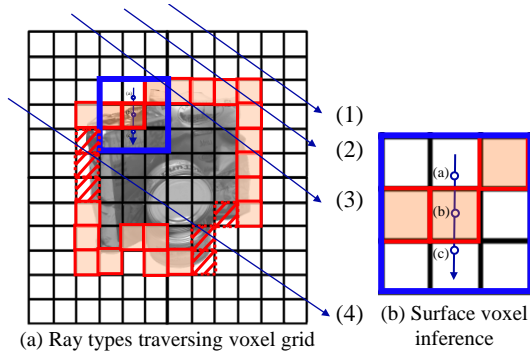 (1)
(2)
(3)
(4)
(a)
(b)
(c)
(a) Ray types traversing voxel grid
(b) Surface voxel
inference